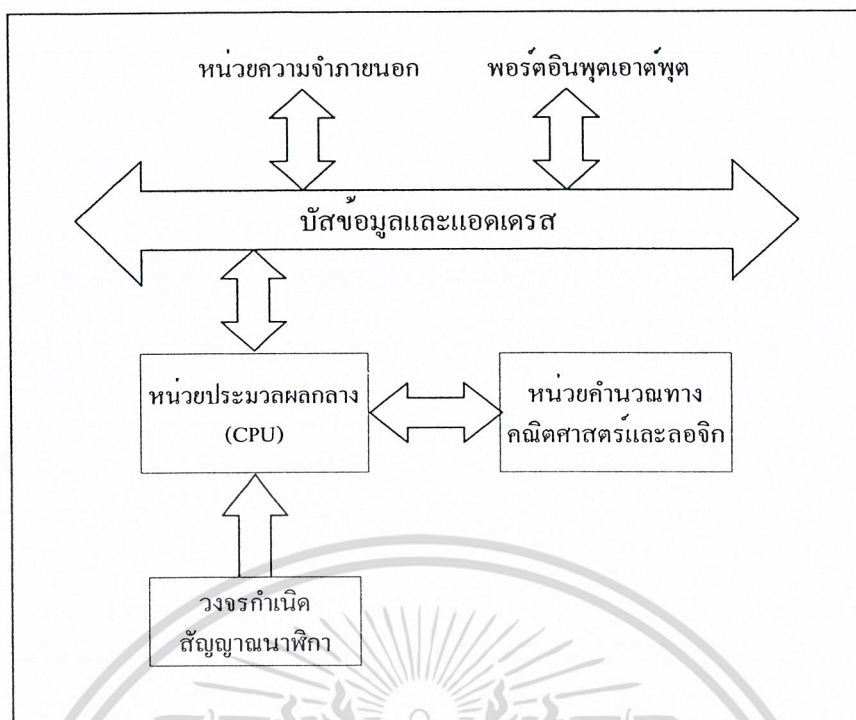 หน่วยความจำภายนอก พอร์ตอินพุตเอาต์พุต
บัสข้อมูลและแอดเดรส
หน่วยประมวลผลกลาง
(CPU)
หน่วยคำนวณทาง
คณิตศาสตร์และลอจิก
วงจรกำเนิด
สัญญาณนาฬิกา